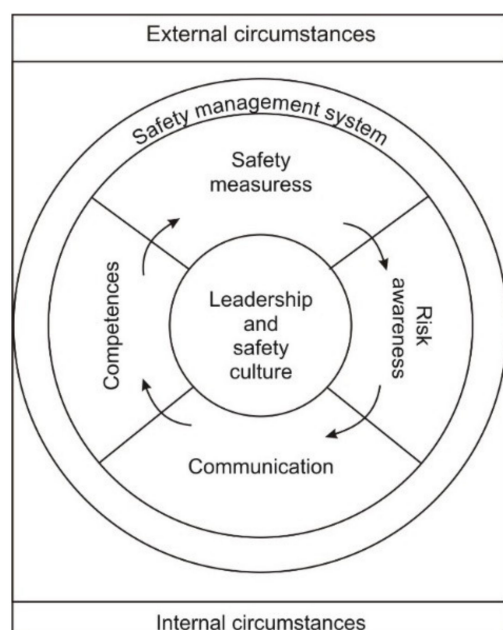 External circumstances
Safety management system
Safety
measuress
Risk
awareness
Competences
Leadership
and
safety
culture
Communication
Internal circumstances